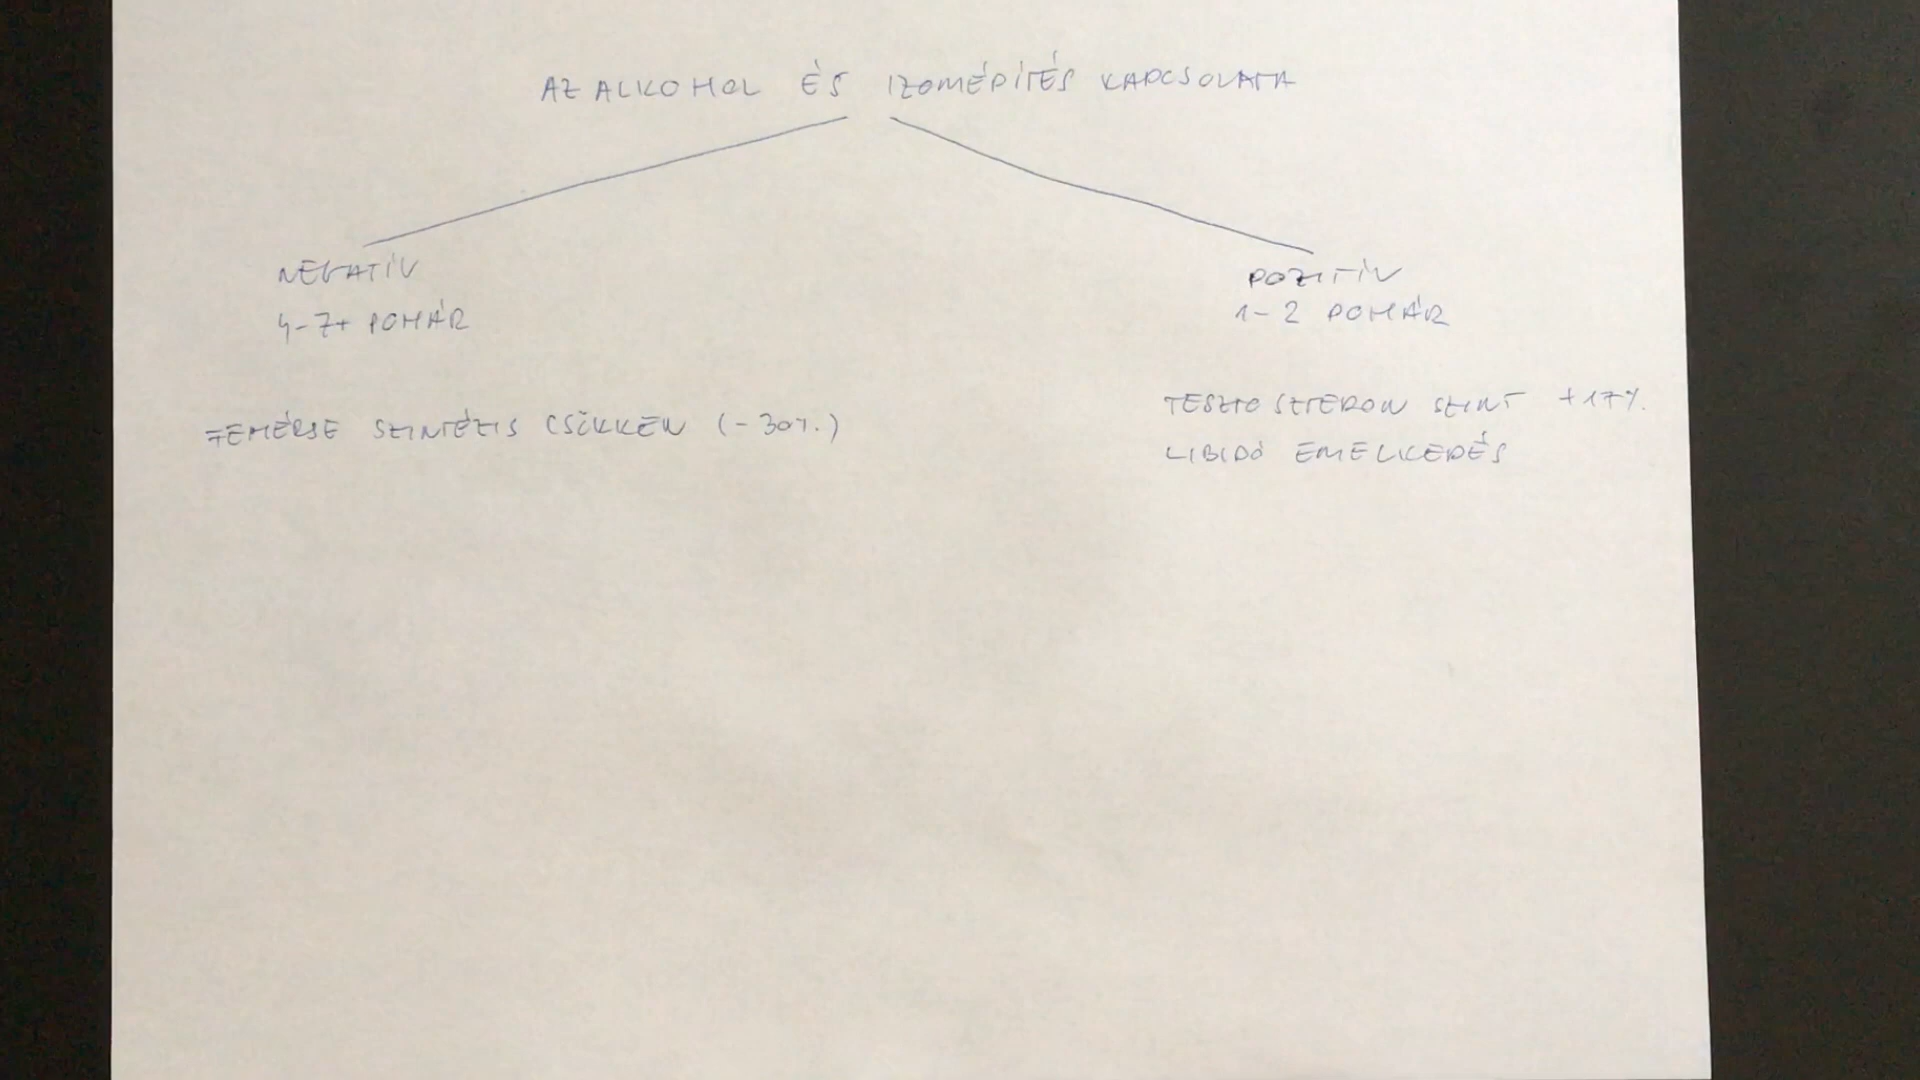 AZ ALKOHOL ÉS IZOMÉPÍTÉS KAPCSOLATA
NEGATÍV
4-7+ POHÁR
FEHÉRJE SZINTÉZIS CSÖKKEN (-30%)
POZITÍV
1-2 POHÁR
TESZTOSZTERON SZINT +17%
LIBIDÓ EMELKEDÉS